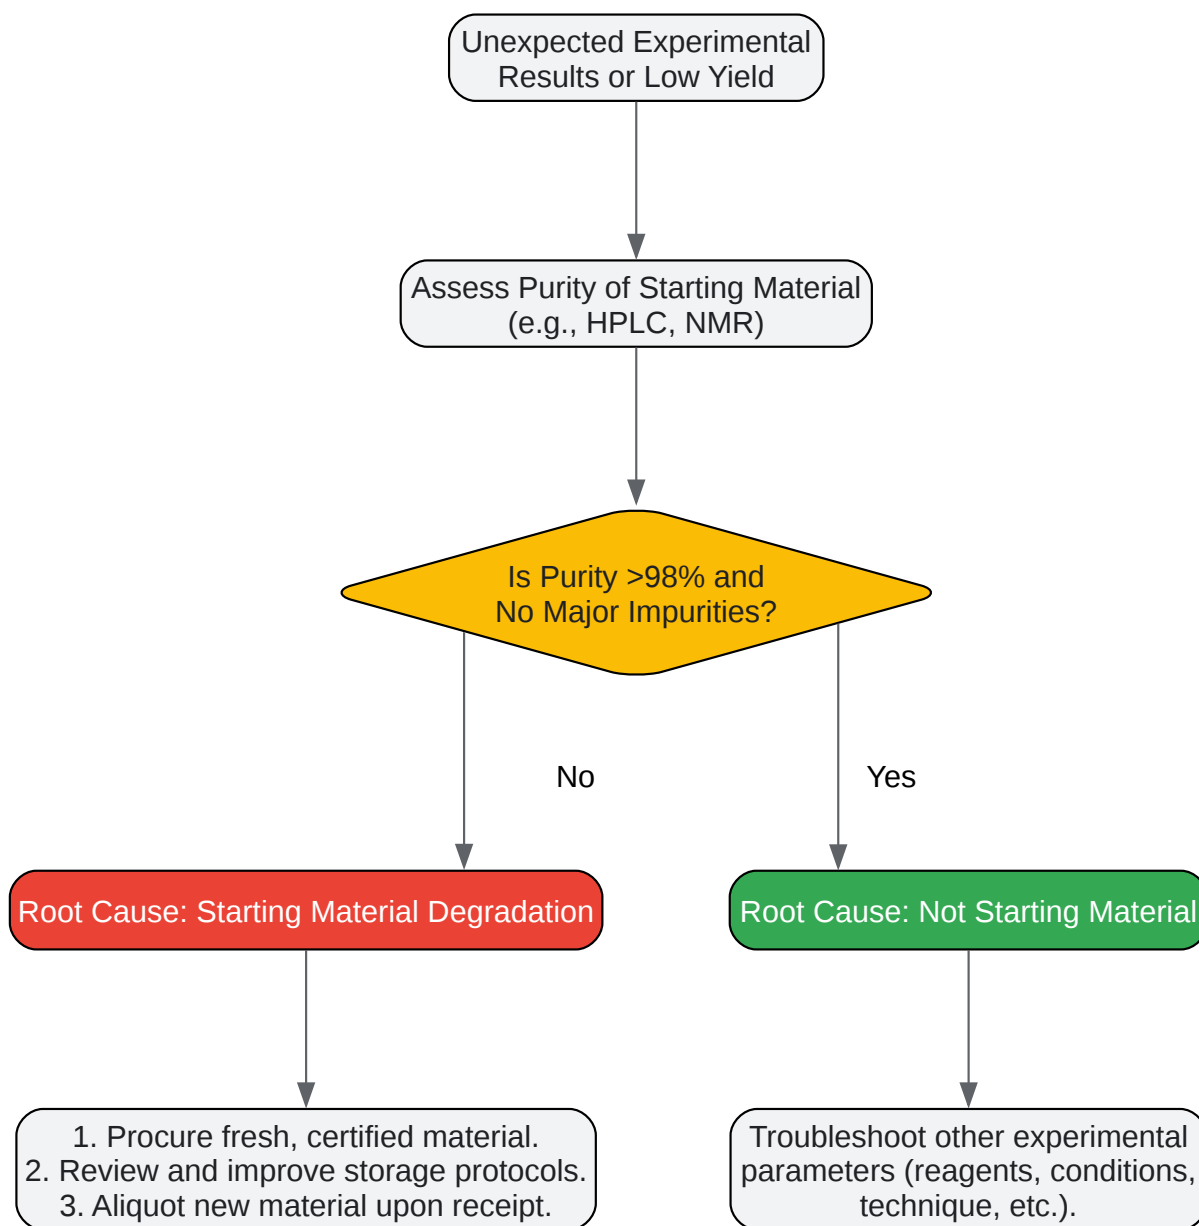 Unexpected Experimental
Results or Low Yield
Assess Purity of Starting Material
(e.g., HPLC, NMR)
Is Purity >98% and
No Major Impurities?
No
Yes
Root Cause: Starting Material Degradation
Root Cause: Not Starting Material
1. Procure fresh, certified material.
2. Review and improve storage protocols.
3. Aliquot new material upon receipt.
Troubleshoot other experimental
parameters (reagents, conditions,
technique, etc.).